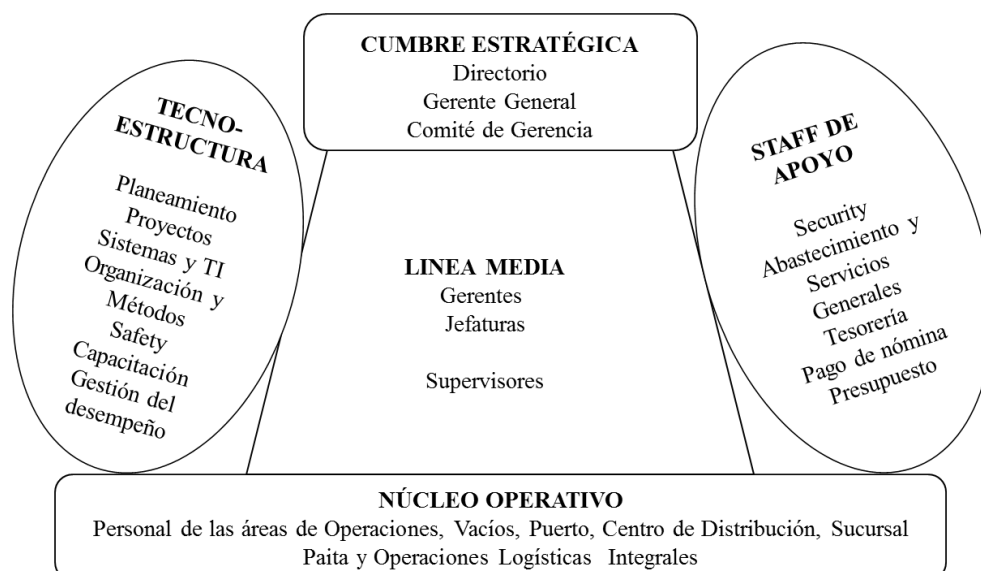 CUMBRE ESTRATÉGICA
Directorio
Gerente General
Comité de Gerencia
TECNO-
ESTRUCTURA
Planeamiento
Proyectos
Sistemas y TI
Organización y
Métodos
Safety
Capacitación
Gestión del
desempeño
LINEA MEDIA
Gerentes
Jefaturas
Supervisores
STAFF DE
APOYO
Security
Abastecimiento y
Servicios
Generales
Tesorería
Pago de nómina
Presupuesto
NÚCLEO OPERATIVO
Personal de las áreas de Operaciones, Vacíos, Puerto, Centro de Distribución, Sucursal
Paita y Operaciones Logísticas Integrales